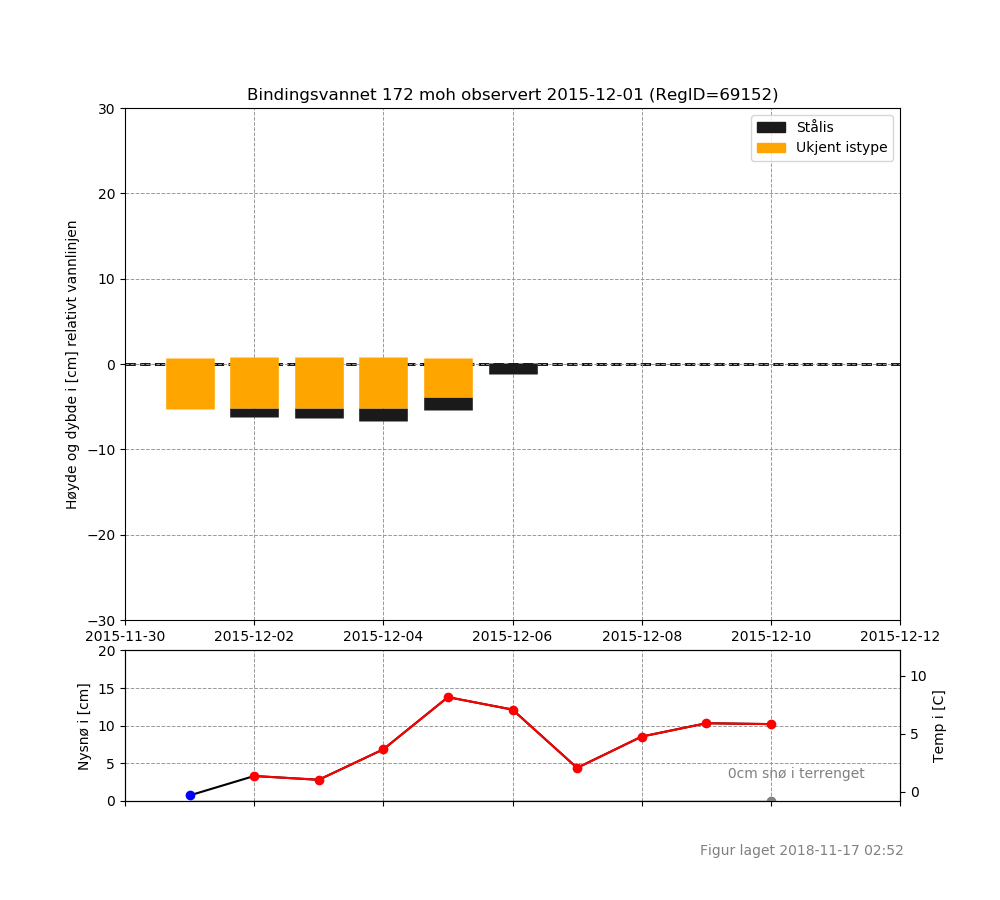 Bindingsvannet 172 moh observert 2015-12-01 (RegID=69152)
Stålis
Ukjent istype
Høyde og dybde i [cm] relativt vannlinjen
30
20
10
0
−10
−20
−30
2015-11-30 2015-12-02 2015-12-04 2015-12-06 2015-12-08 2015-12-10 2015-12-12
Nysnø i [cm]
20
15
10
5
0
10
5
0
Temp i [C]
0cm snø i terrenget
Figur laget 2018-11-17 02:52